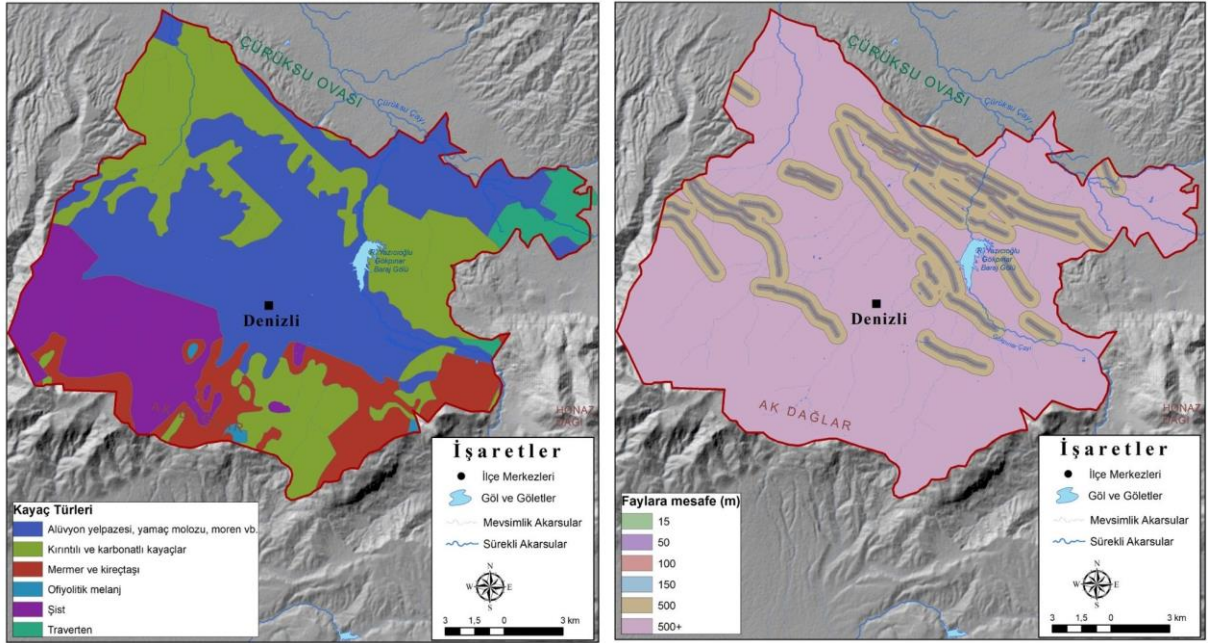 ÇÜRÜKSU OVASI
Çürüksu Çayı
Gökpınar
Baraj Gölü
Denizli
HONAZ
DAĞI
Kayaç Türleri
Alüvyon yelpazesi, yamaç molozu, moren vb.
Kırıntılı ve karbonatlı kayaçlar
Mermer ve kireçtaşı
Ofiyolitik melanj
Şist
Traverten
İşaretler
İlçe Merkezleri
Göl ve Göletler
Mevsimlik Akarsular
Sürekli Akarsular
N
W E
S
3 1,5 0 3 km
ÇÜRÜKSU OVASI
Çürüksu Çayı
Gökpınar
Baraj Gölü
Denizli
AK DAĞLAR
HONAZ
DAĞI
Faylara mesafe (m)
15
50
100
150
500
500+
İşaretler
İlçe Merkezleri
Göl ve Göletler
Mevsimlik Akarsular
Sürekli Akarsular
N
W E
S
3 1,5 0 3 km